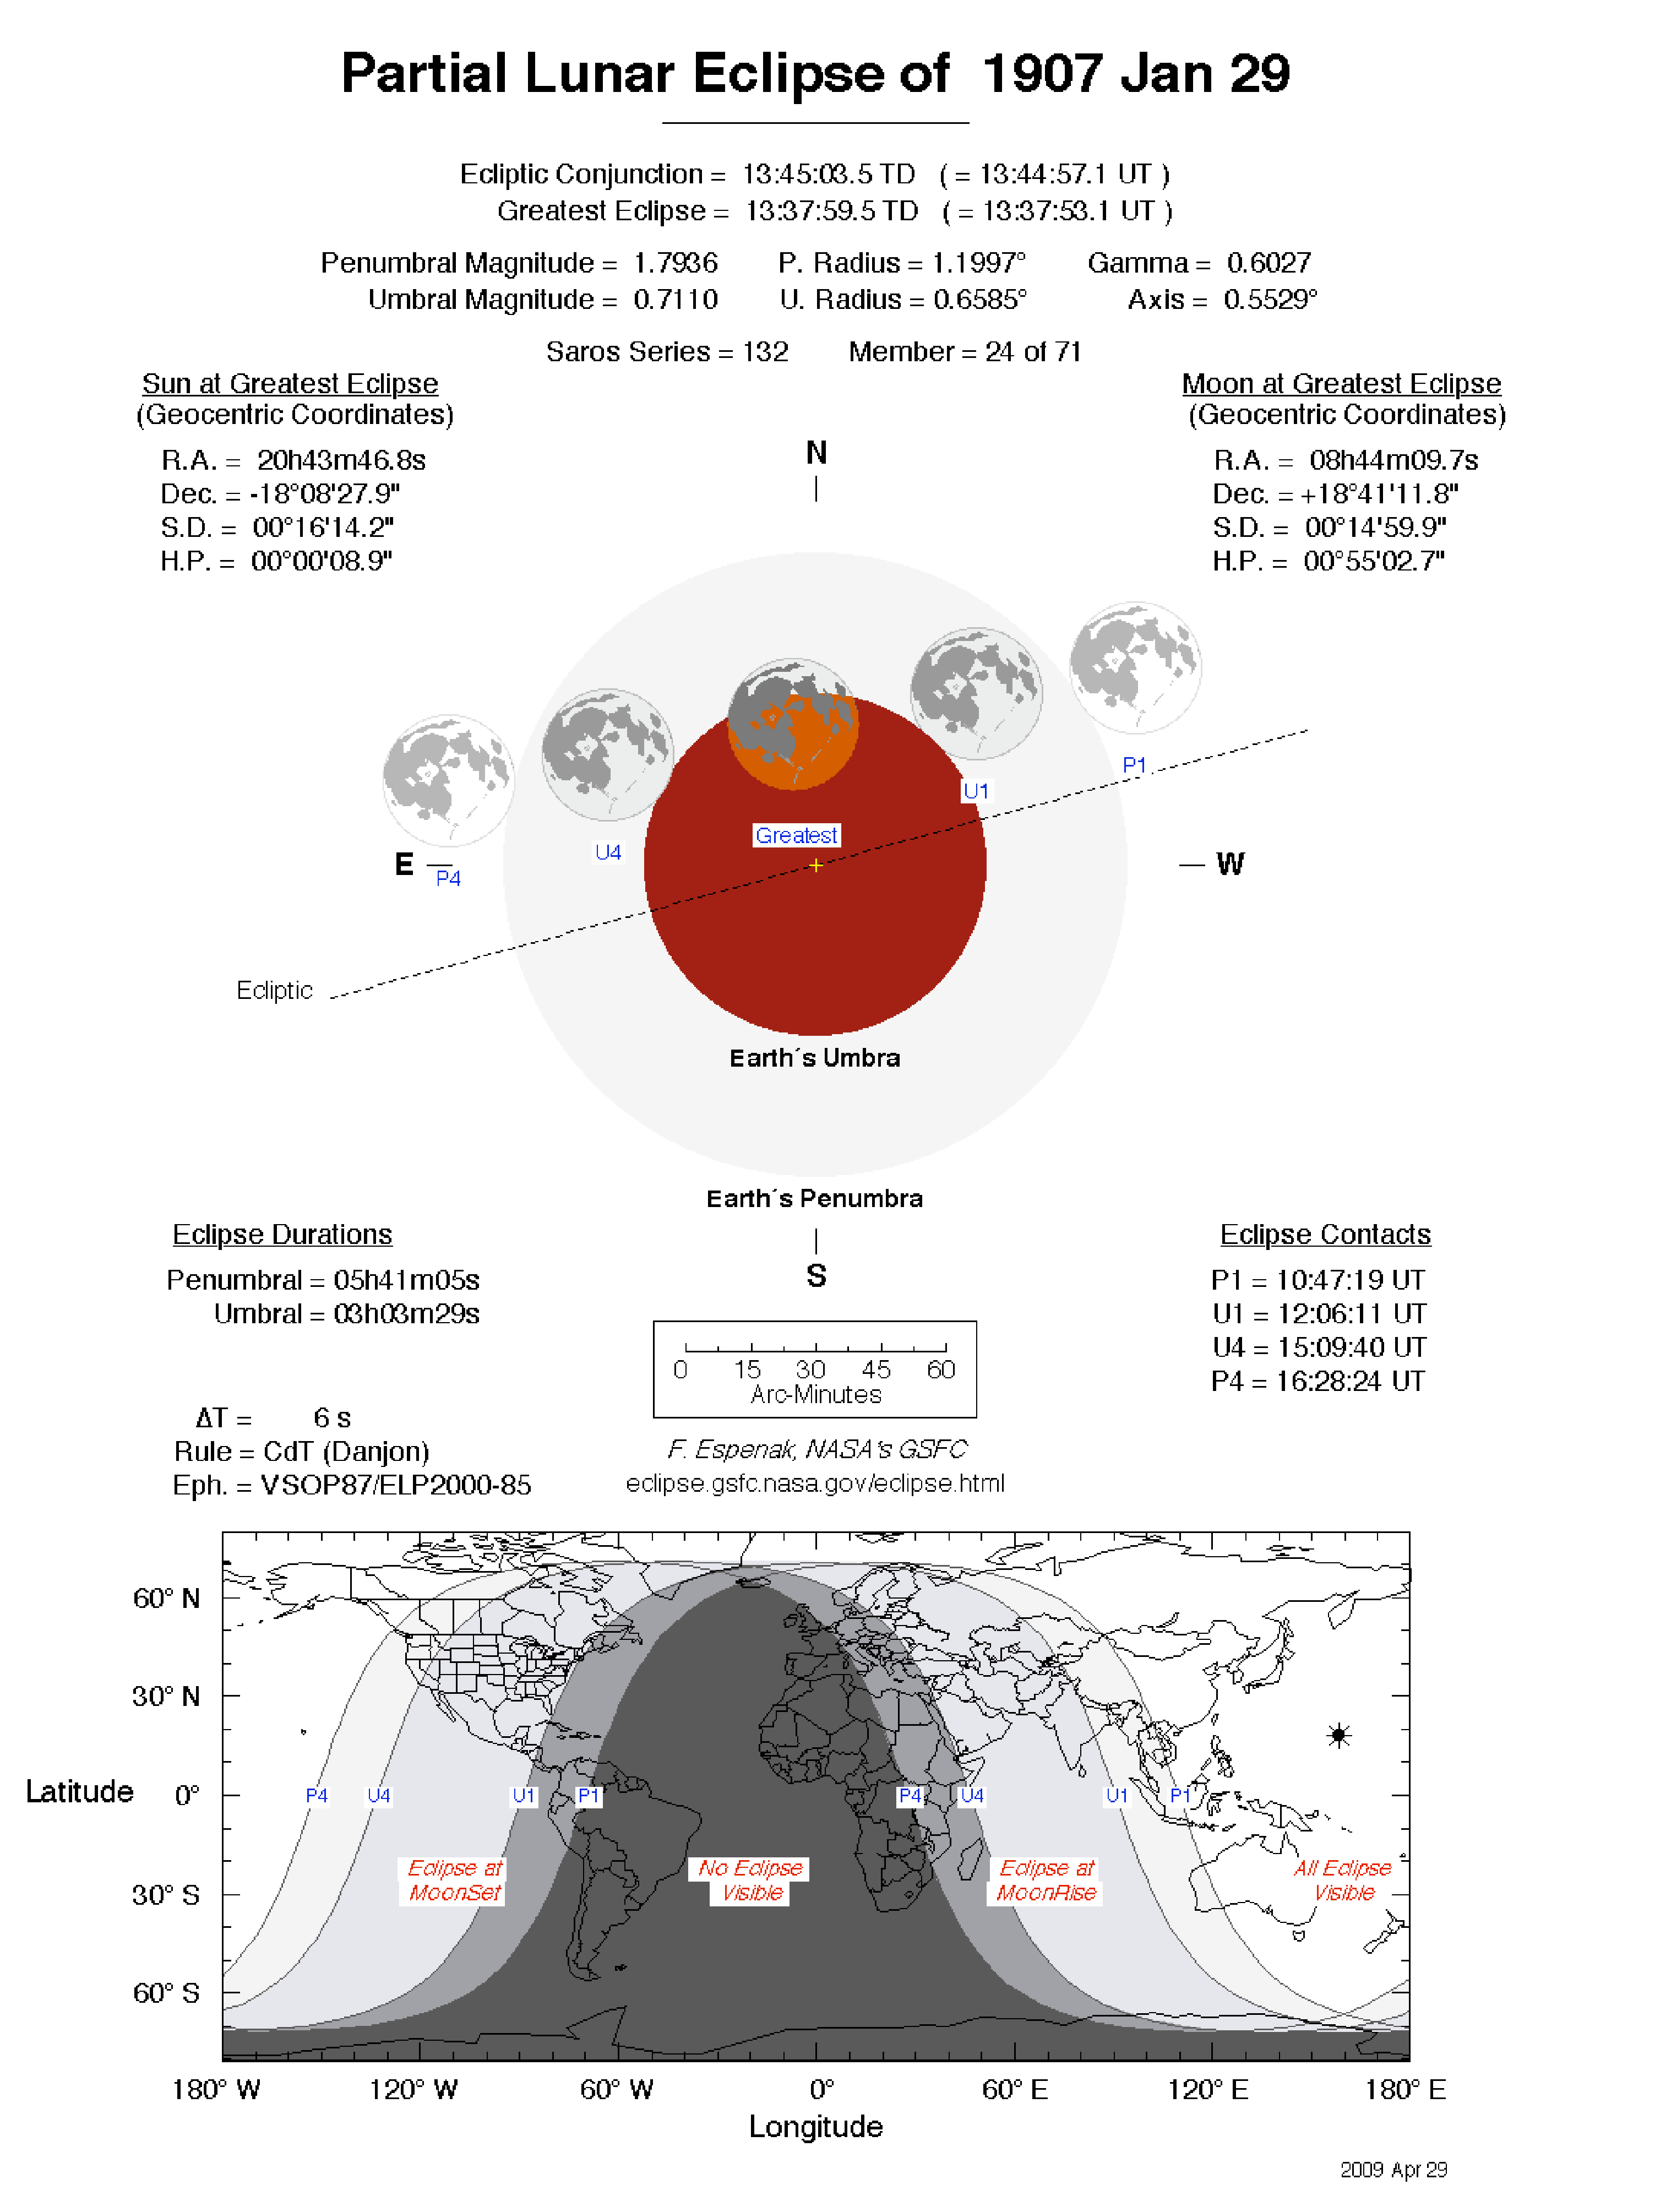 Partial Lunar Eclipse of 1907 Jan 29
Ecliptic Conjunction = 13:45:03.5 TD ( = 13:44:57.1 UT )
Greatest Eclipse = 13:37:59.5 TD ( = 13:37:53.1 UT )
Penumbral Magnitude = 1.7936 P. Radius = 1.1997° Gamma = 0.6027
Umbral Magnitude = 0.7110 U. Radius = 0.6585° Axis = 0.5529°
Saros Series = 132 Member = 24 of 71
Sun at Greatest Eclipse
(Geocentric Coordinates)
R.A. = 20h43m46.8s
Dec. = -18°08'27.9"
S.D. = 00°16'14.2"
H.P. = 00°00'08.9"
Moon at Greatest Eclipse
(Geocentric Coordinates)
R.A. = 08h44m09.7s
Dec. = +18°41'11.8"
S.D. = 00°14'59.9"
H.P. = 00°55'02.7"
N
P1
U1
Greatest
U4
E
P4
W
Ecliptic
Earth´s Umbra
Earth´s Penumbra
S
Eclipse Durations
Penumbral = 05h41m05s
Umbral = 03h03m29s
Eclipse Contacts
P1 = 10:47:19 UT
U1 = 12:06:11 UT
U4 = 15:09:40 UT
P4 = 16:28:24 UT
0 15 30 45 60
Arc-Minutes
ΔT = 6 s
Rule = CdT (Danjon)
Eph. = VSOP87/ELP2000-85
F. Espenak, NASA's GSFC
eclipse.gsfc.nasa.gov/eclipse.html
60° N
30° N
Latitude 0°
30° S
60° S
P4 U4 U1 P1 P4 U4 U1 P1
Eclipse at
MoonSet
No Eclipse
Visible
Eclipse at
MoonRise
All Eclipse
Visible
180° W 120° W 60° W 0° 60° E 120° E 180° E
Longitude
2009 Apr 29